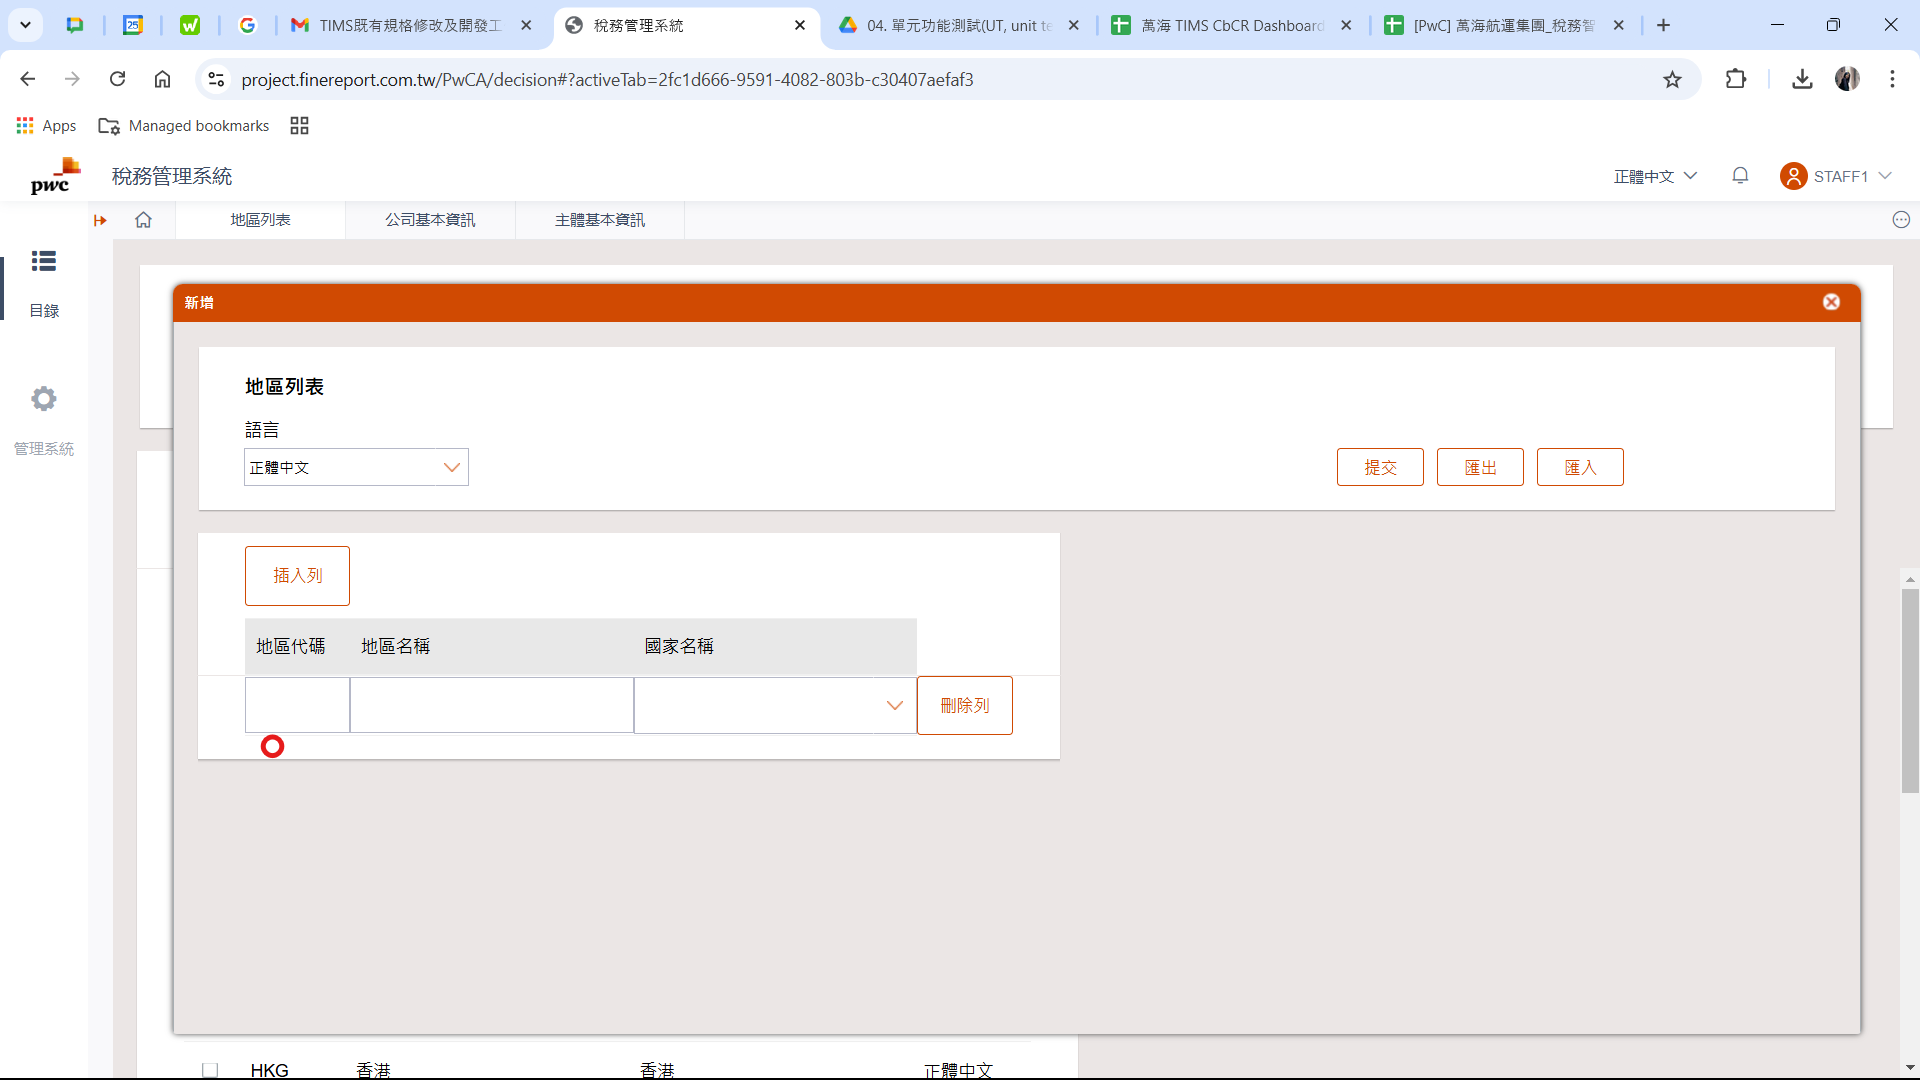 TIMS既有規格修改及開發工
稅務管理系統
04. 單元功能測試(UT, unit te
萬海 TIMS CbCR Dashboard
[PwC] 萬海航運集團_稅務智
project.finereport.com.tw/PwCA/decision#?activeTab=2fc1d666-9591-4082-803b-c30407aefaf3
Apps
Managed bookmarks
pwc
稅務管理系統
正體中文
STAFF1
地區列表
公司基本資訊
主體基本資訊
目錄
管理系統
新增
地區列表
語言
正體中文
提交
匯出
匯入
插入列
地區代碼
地區名稱
國家名稱
刪除列
HKG
香港
香港
正體中文